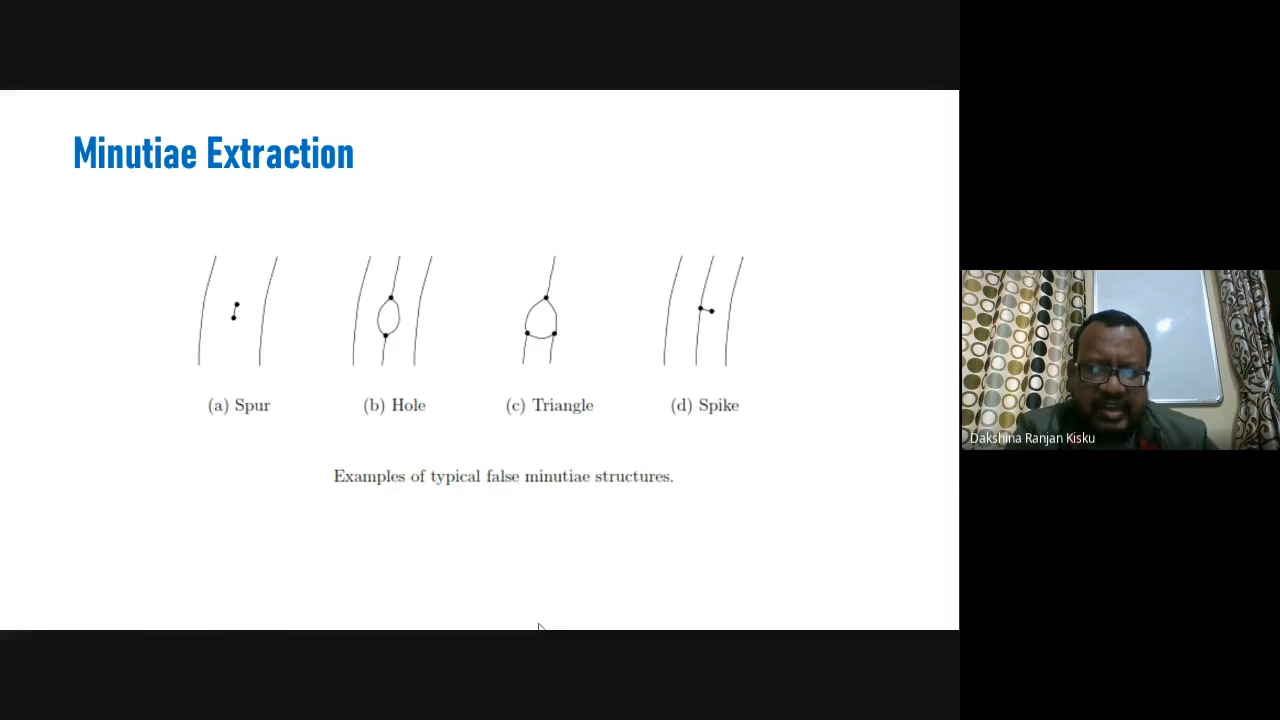 Minutiae Extraction
(a) Spur
(b) Hole
(c) Triangle
(d) Spike
Examples of typical false minutiae structures.
Dakshina Ranjan Kisku